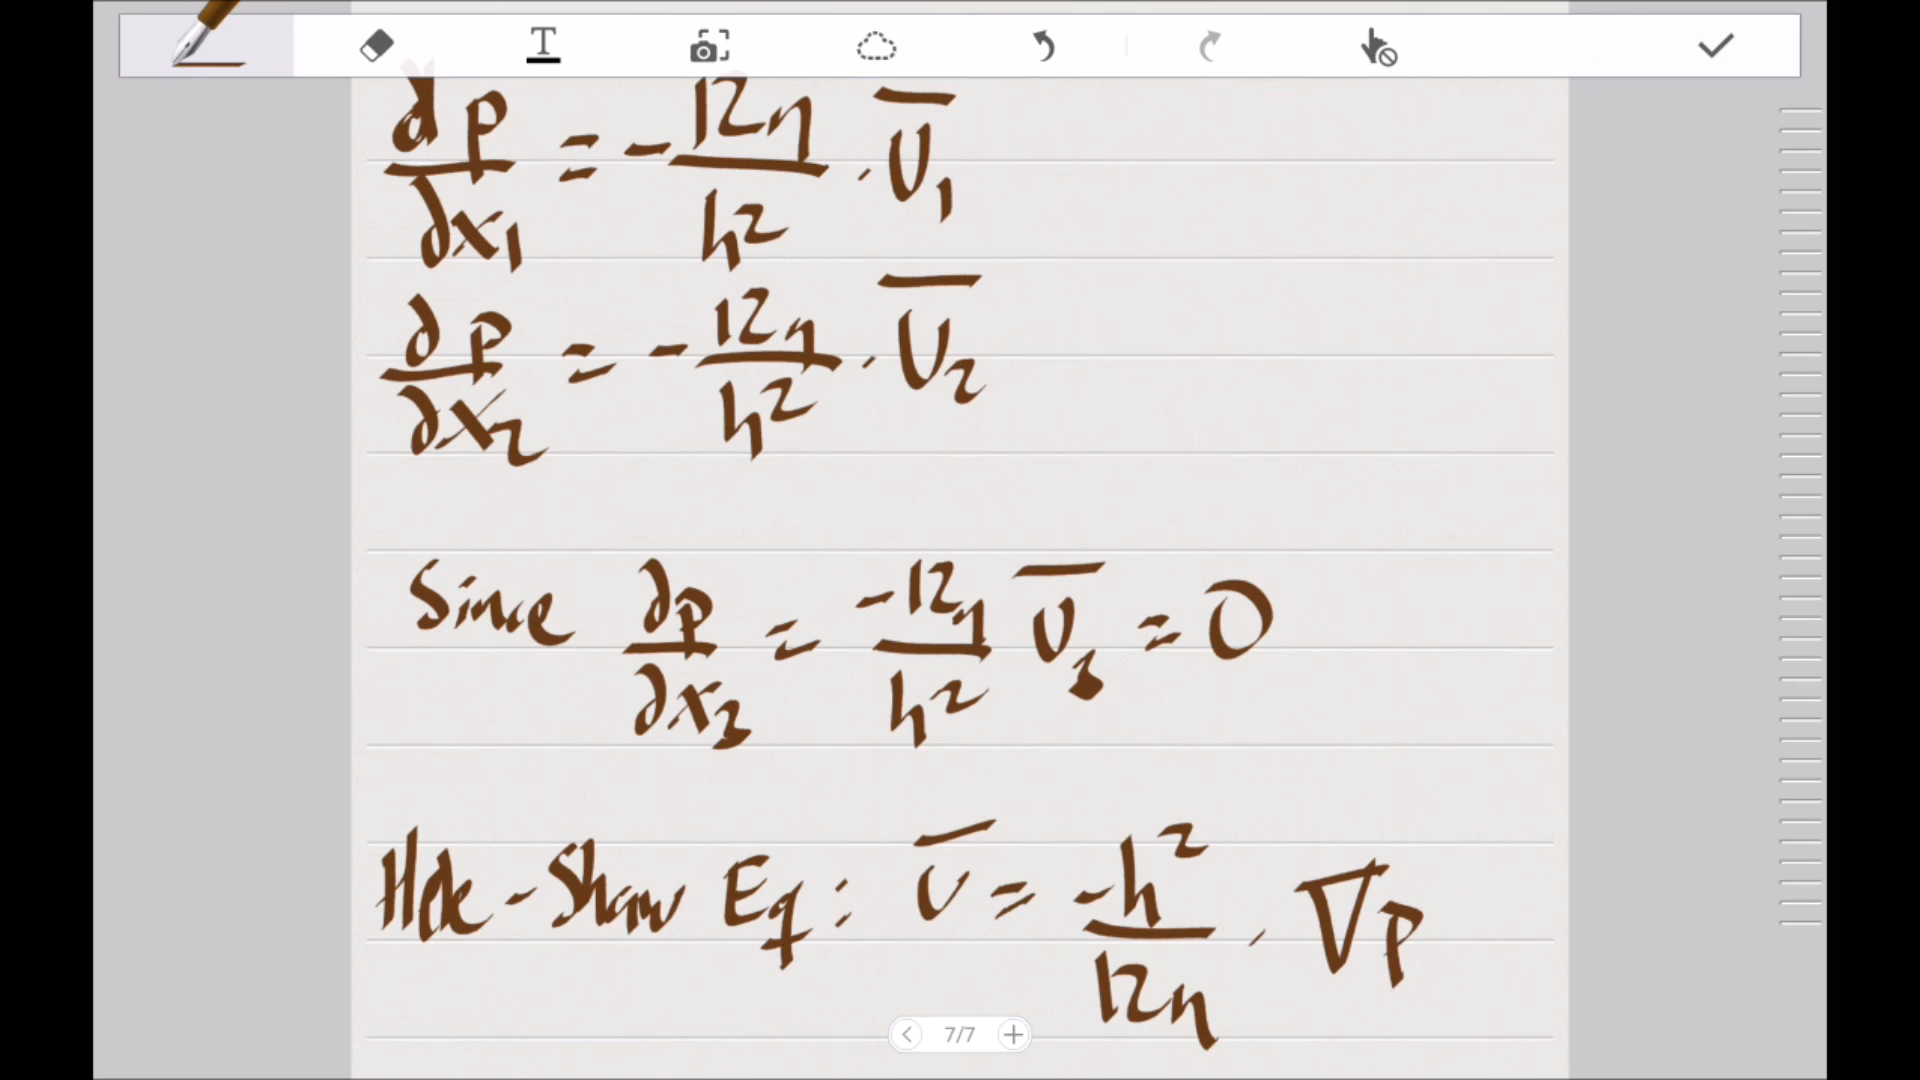 T
∂p/∂x₁ = -12η/h² · U̅₁
∂p/∂x₂ = -12η/h² · U̅₂
Since ∂p/∂x₃ = -12η/h² U̅₃ = 0
Hele-Shaw Eq: U̅ = -h²/12η · ∇p
7/7